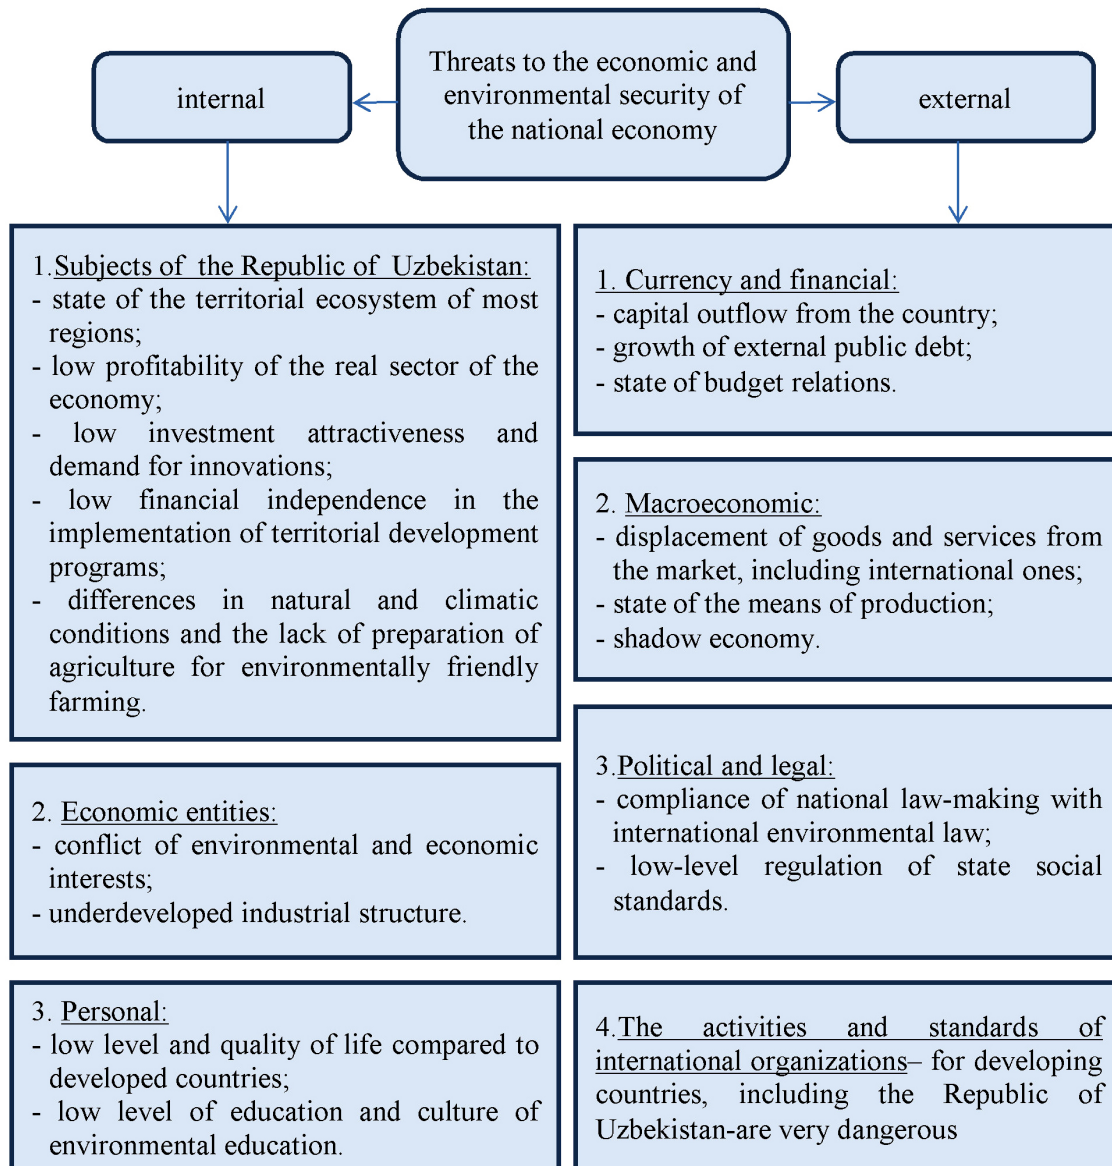 Threats to the economic and
environmental security of
the national economy
internal
external
1.Subjects of the Republic of Uzbekistan:
- state of the territorial ecosystem of most
regions;
- low profitability of the real sector of the
economy;
- low investment attractiveness and
demand for innovations;
- low financial independence in the
implementation of territorial development
programs;
- differences in natural and climatic
conditions and the lack of preparation of
agriculture for environmentally friendly
farming.
2. Economic entities:
- conflict of environmental and economic
interests;
- underdeveloped industrial structure.
3. Personal:
- low level and quality of life compared to
developed countries;
- low level of education and culture of
environmental education.
1. Currency and financial:
- capital outflow from the country;
- growth of external public debt;
- state of budget relations.
2. Macroeconomic:
- displacement of goods and services from
the market, including international ones;
- state of the means of production;
- shadow economy.
3.Political and legal:
- compliance of national law-making with
international environmental law;
- low-level regulation of state social
standards.
4.The activities and standards of
international organizations– for developing
countries, including the Republic of
Uzbekistan-are very dangerous